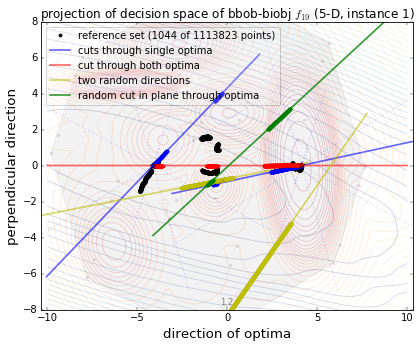 projection of decision space of bbob-biobj f19 (5-D, instance 1)
reference set (1044 of 1113823 points)
cuts through single optima
cut through both optima
two random directions
random cut in plane through optima
perpendicular direction
8
6
4
2
0
−2
−4
−6
−8
1,2
−10
−5
0
5
10
direction of optima